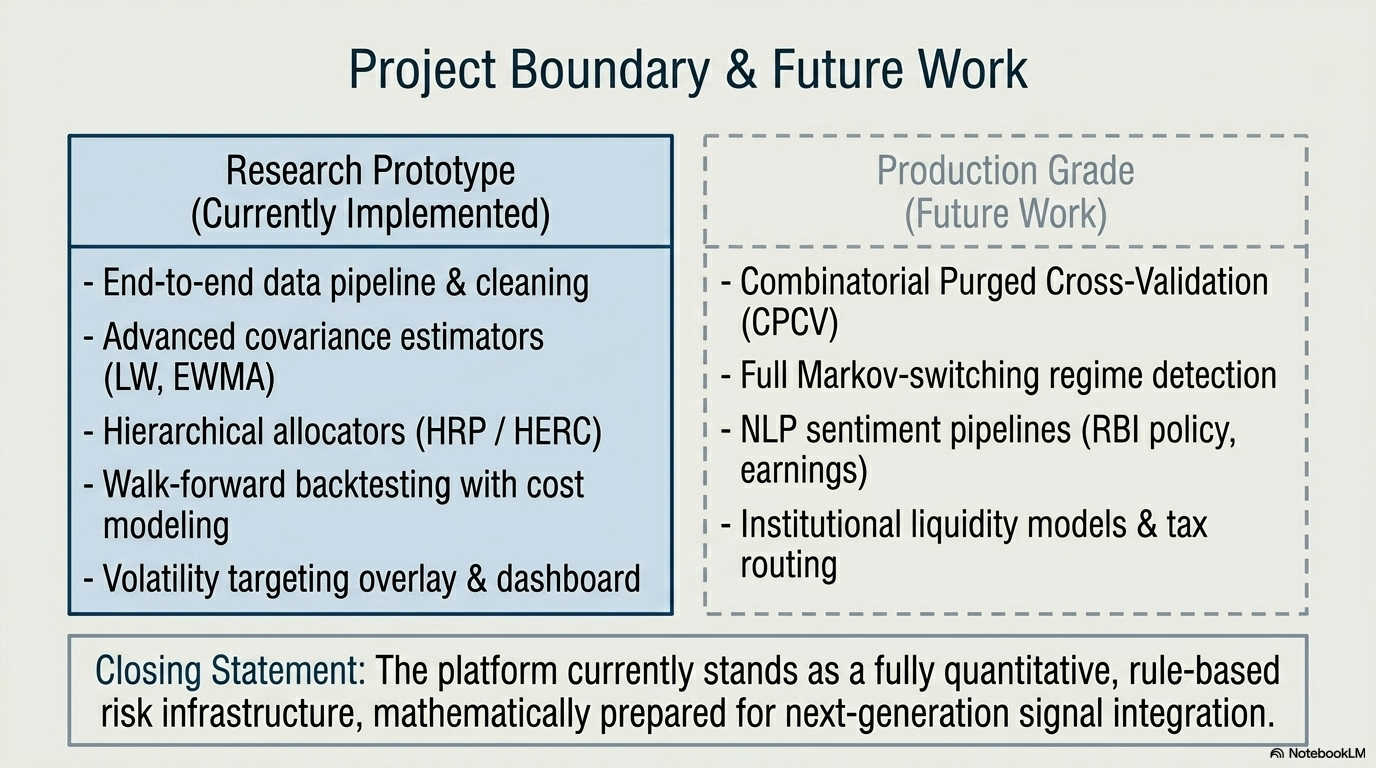 Project Boundary & Future Work
Research Prototype
(Currently Implemented)
- End-to-end data pipeline & cleaning
- Advanced covariance estimators
(LW, EWMA)
- Hierarchical allocators (HRP / HERC)
- Walk-forward backtesting with cost
modeling
- Volatility targeting overlay & dashboard
Production Grade
(Future Work)
- Combinatorial Purged Cross-Validation
(CPCV)
- Full Markov-switching regime detection
- NLP sentiment pipelines (RBI policy,
earnings)
- Institutional liquidity models & tax
routing
Closing Statement: The platform currently stands as a fully quantitative, rule-based
risk infrastructure, mathematically prepared for next-generation signal integration.
NotebookLM